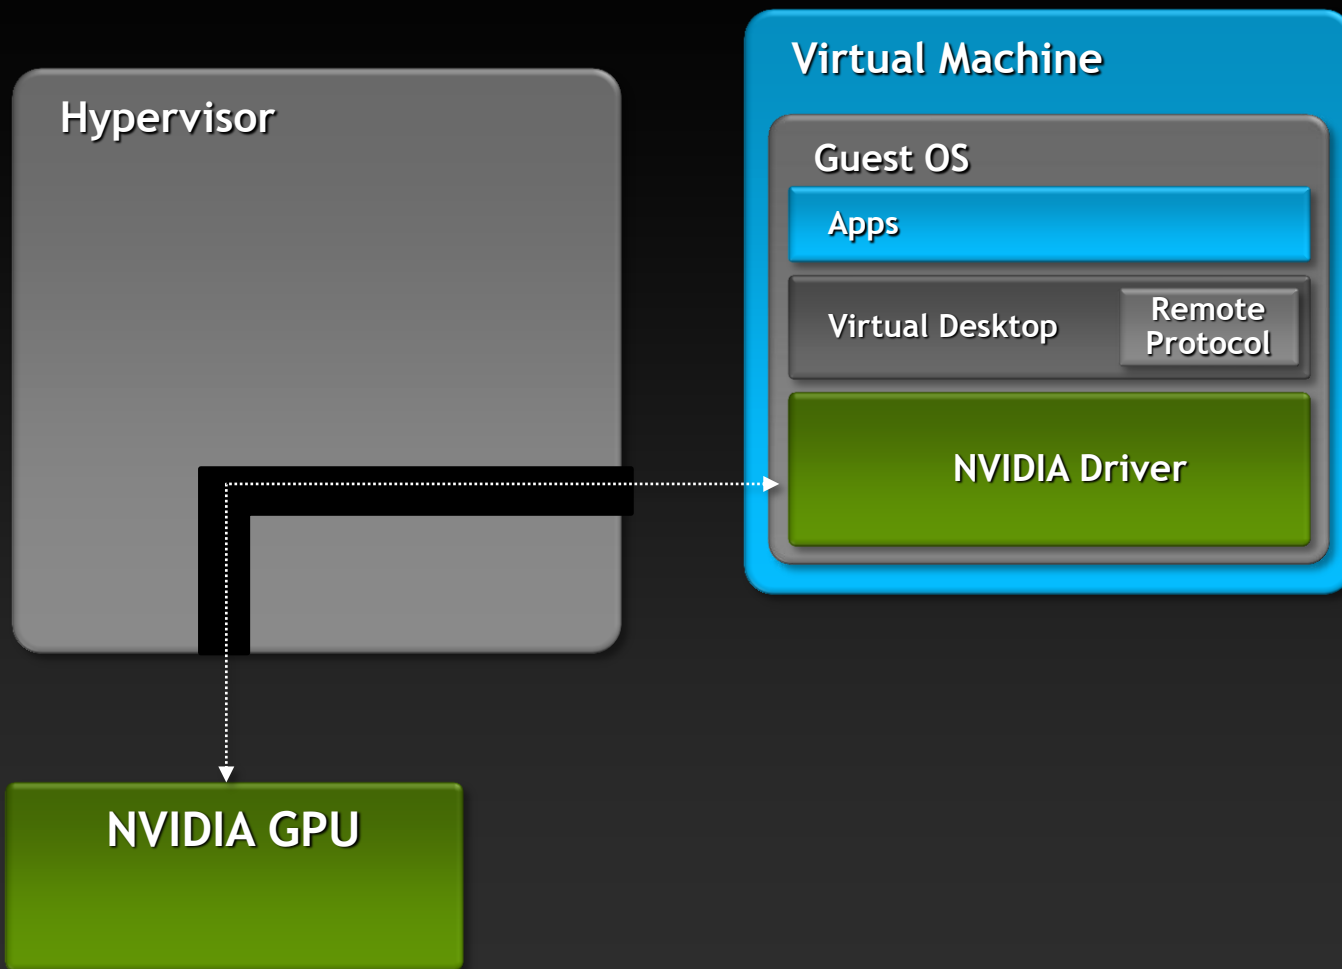 Hypervisor
Virtual Machine
Guest OS
Apps
Virtual Desktop
Remote
Protocol
NVIDIA Driver
NVIDIA GPU